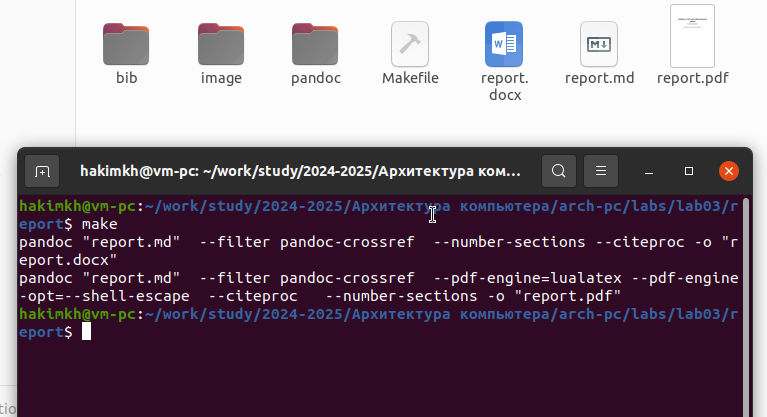 bib
image
pandoc
Makefile
report.
docx
report.md
report.pdf
hakimkh@vm-pc: ~/work/study/2024-2025/Архитектура ком...
hakimkh@vm-pc:~/work/study/2024-2025/Архитектура компьютера/arch-pc/labs/lab03/r
eport$ make
pandoc "report.md"  --filter pandoc-crossref  --number-sections --citeproc -o "r
eport.docx"
pandoc "report.md"  --filter pandoc-crossref  --pdf-engine=lualatex --pdf-engine
-opt=--shell-escape  --citeproc   --number-sections -o "report.pdf"
hakimkh@vm-pc:~/work/study/2024-2025/Архитектура компьютера/arch-pc/labs/lab03/r
eport$